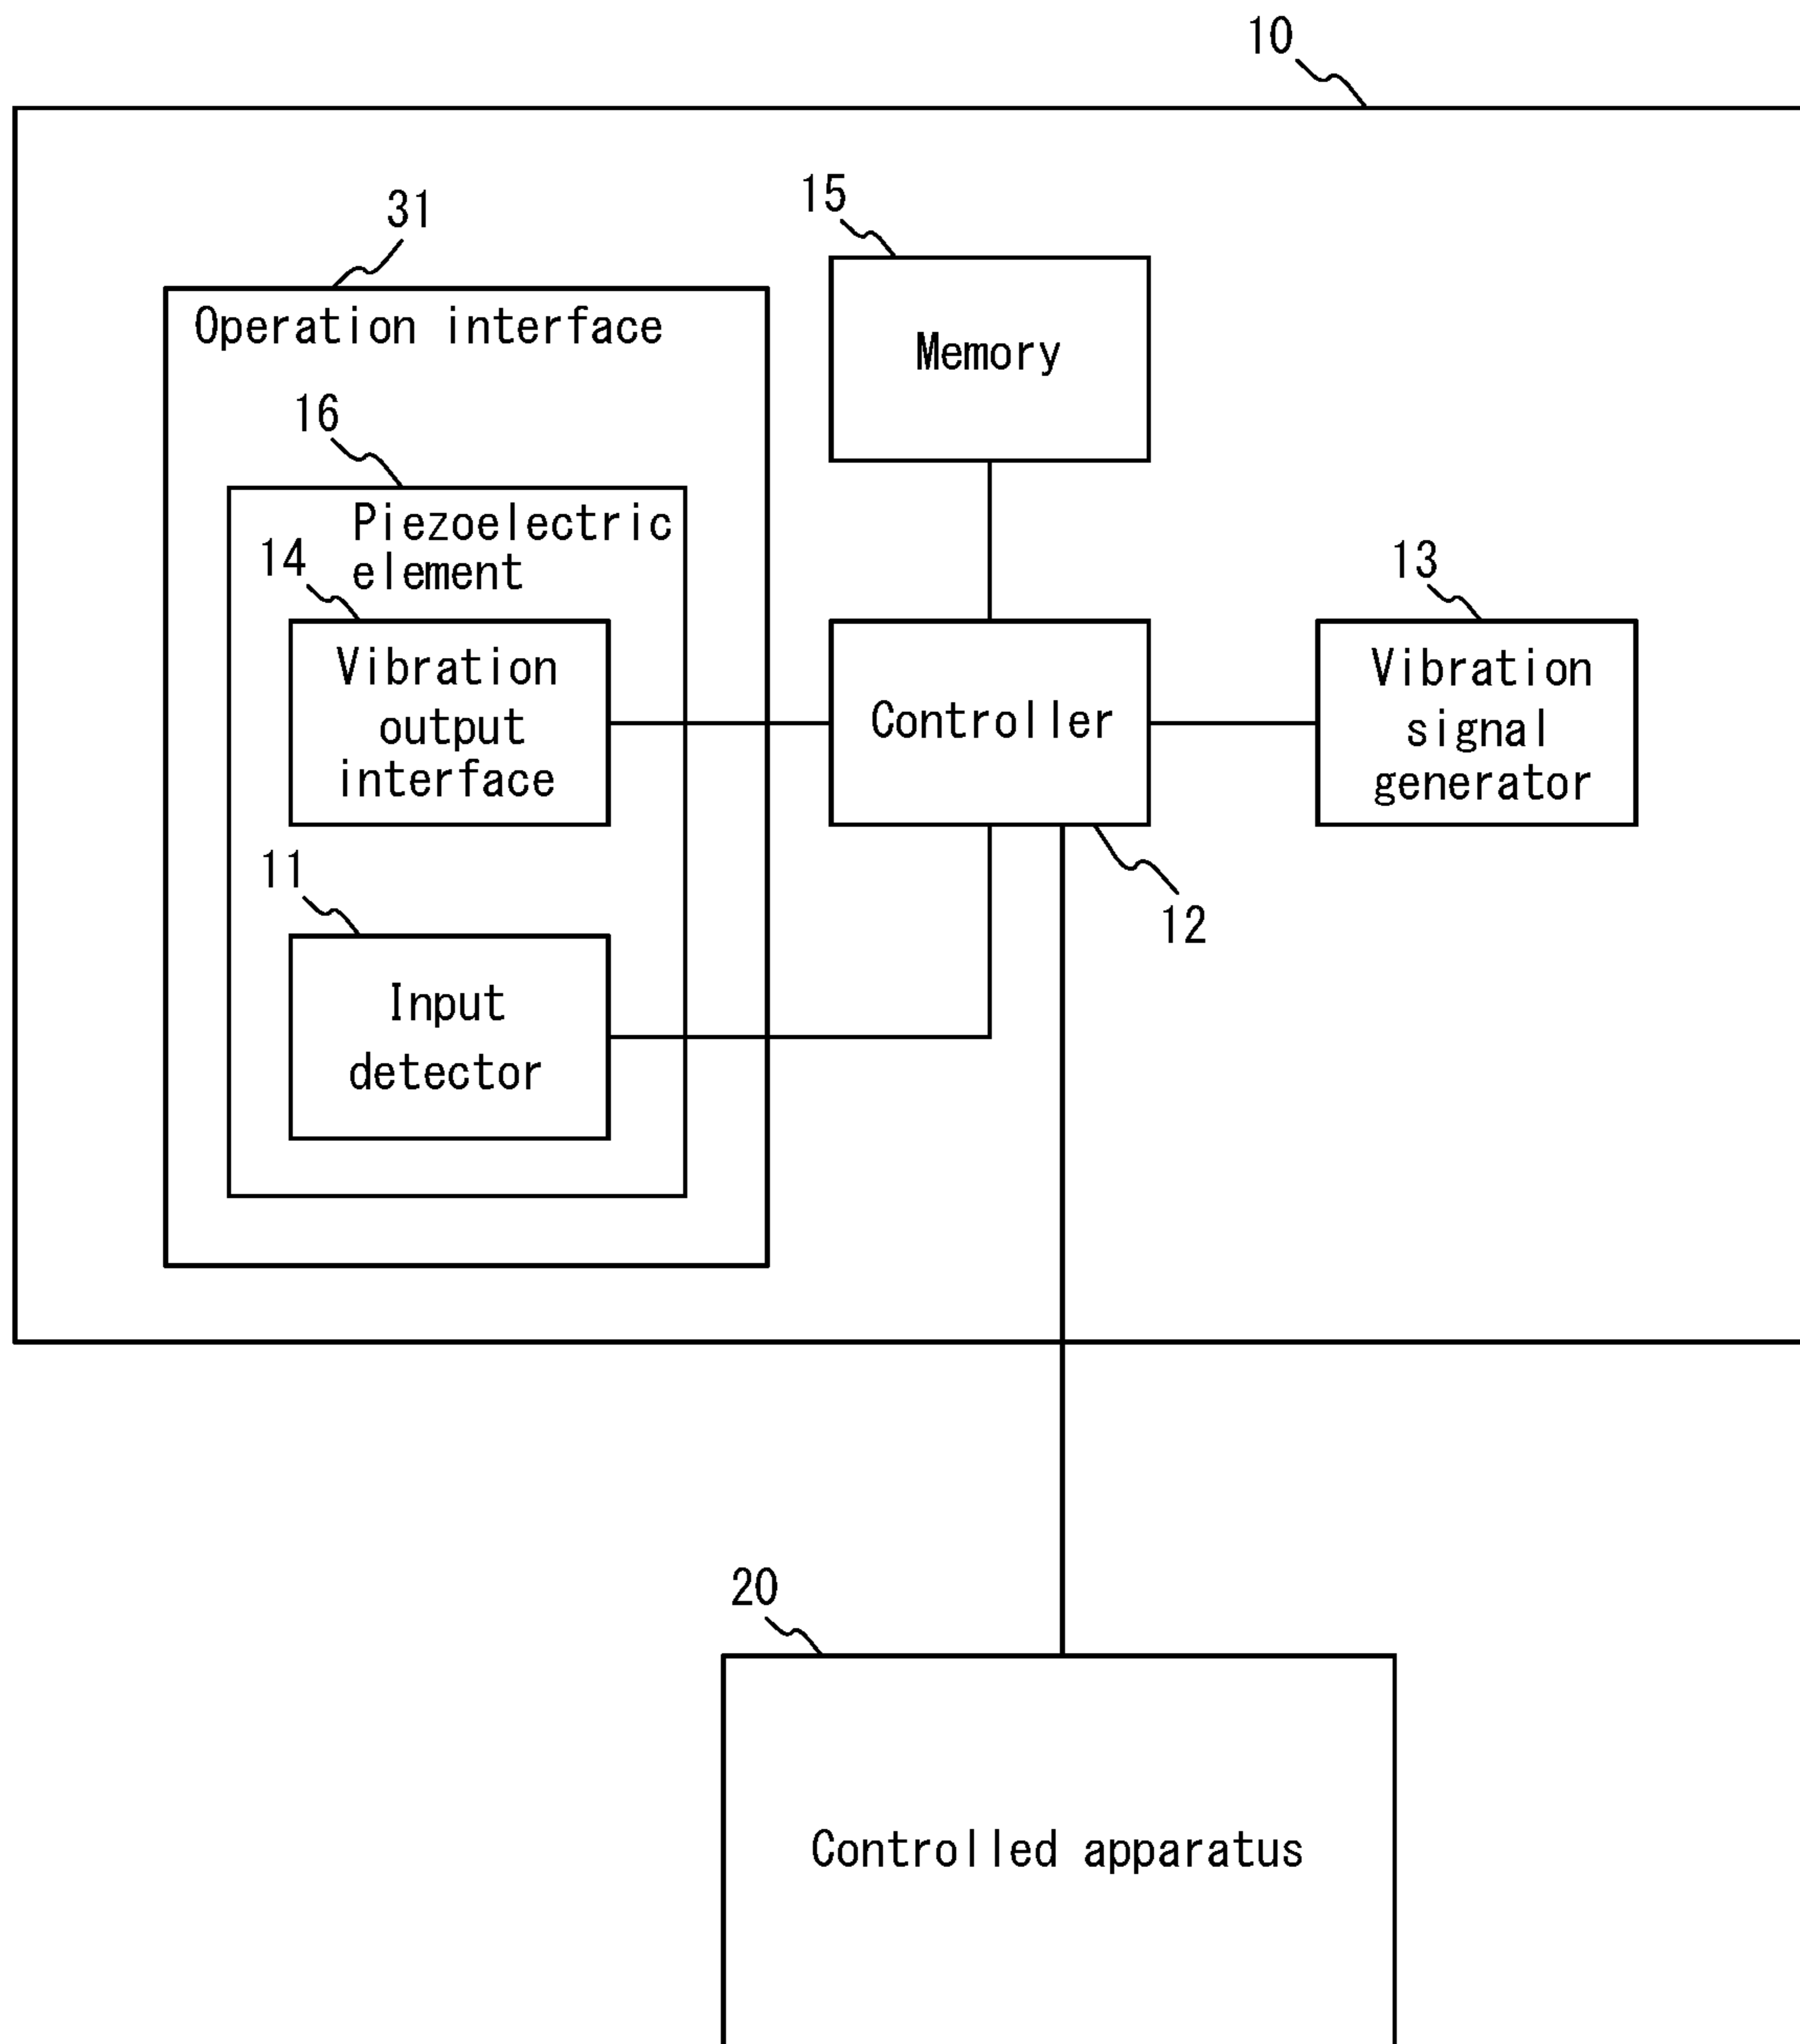 10
31
15
Operation interface
Memory
16
Piezoelectric
element
14
13
Vibration
output
interface
Controller
Vibration
signal
generator
11
12
Input
detector
20
Controlled apparatus